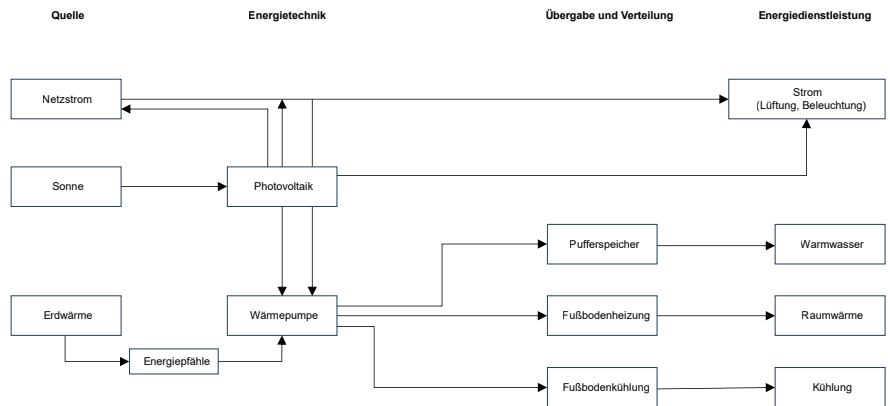 Quelle
Energietechnik
Übergabe und Verteilung
Energiedienstleistung
Netzstrom
Strom
(Lüftung, Beleuchtung)
Sonne
Photovoltaik
Pufferspeicher
Warmwasser
Erdwärme
Wärmepumpe
Fußbodenheizung
Raumwärme
Energiepfähle
Fußbodenkühlung
Kühlung